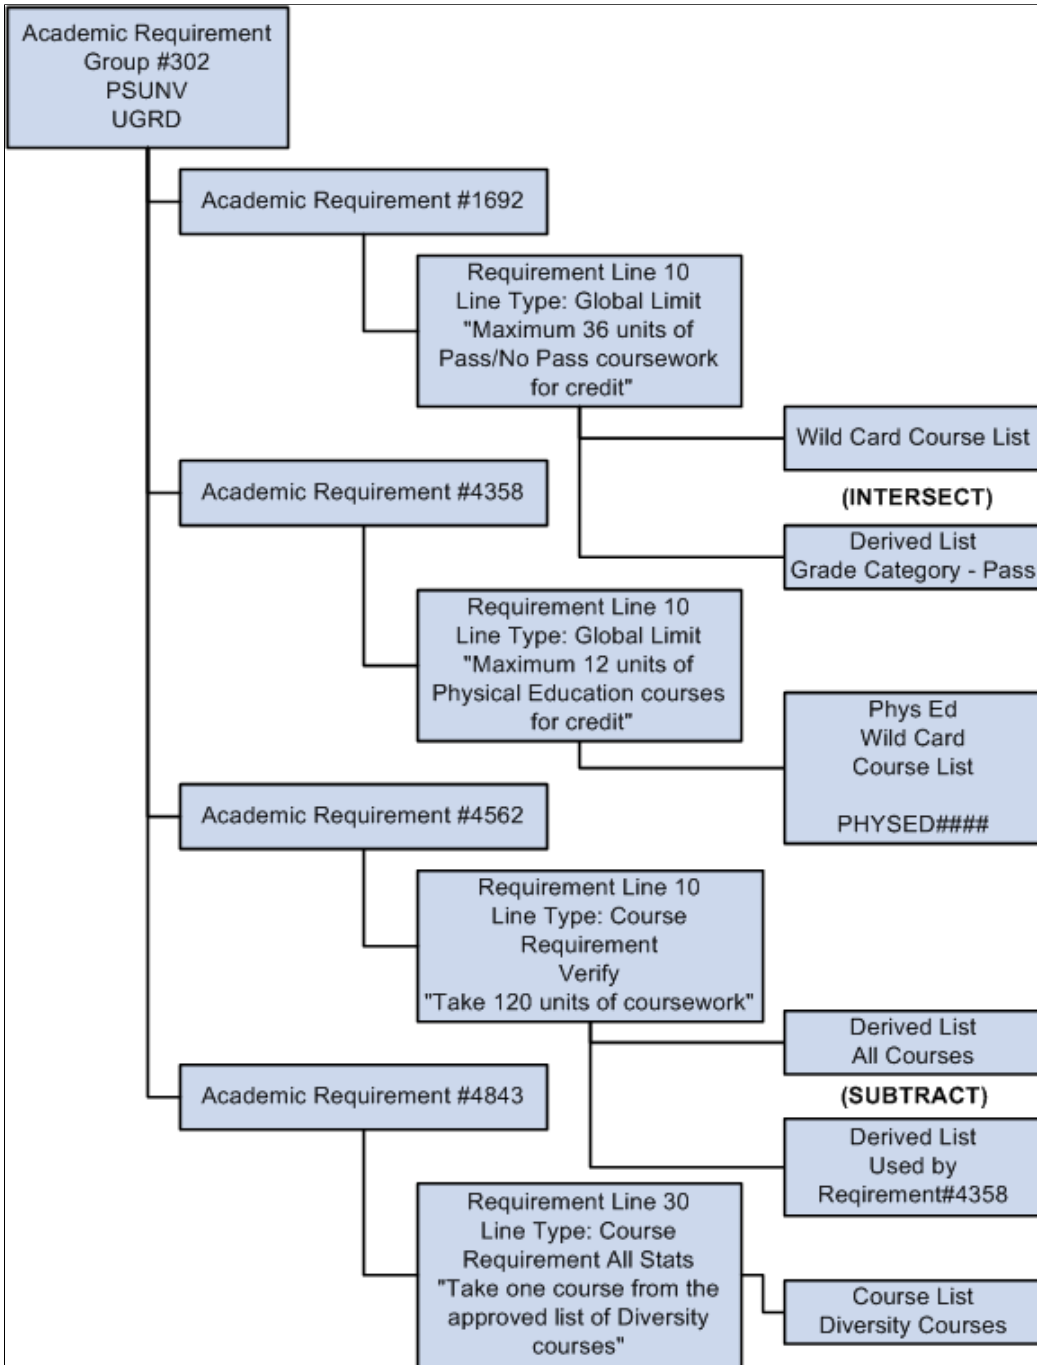 Academic Requirement
Group #302
PSUNV
UGRD
Academic Requirement #1692
Requirement Line 10
Line Type: Global Limit
"Maximum 36 units of
Pass/No Pass coursework
for credit"
Wild Card Course List
(INTERSECT)
Derived List
Grade Category - Pass
Academic Requirement #4358
Requirement Line 10
Line Type: Global Limit
"Maximum 12 units of
Physical Education courses
for credit"
Phys Ed
Wild Card
Course List
PHYSED####
Academic Requirement #4562
Requirement Line 10
Line Type: Course
Requirement
Verify
"Take 120 units of coursework"
Derived List
All Courses
(SUBTRACT)
Derived List
Used by
Reqirement#4358
Academic Requirement #4843
Requirement Line 30
Line Type: Course
Requirement All Stats
"Take one course from the
approved list of Diversity
courses"
Course List
Diversity Courses